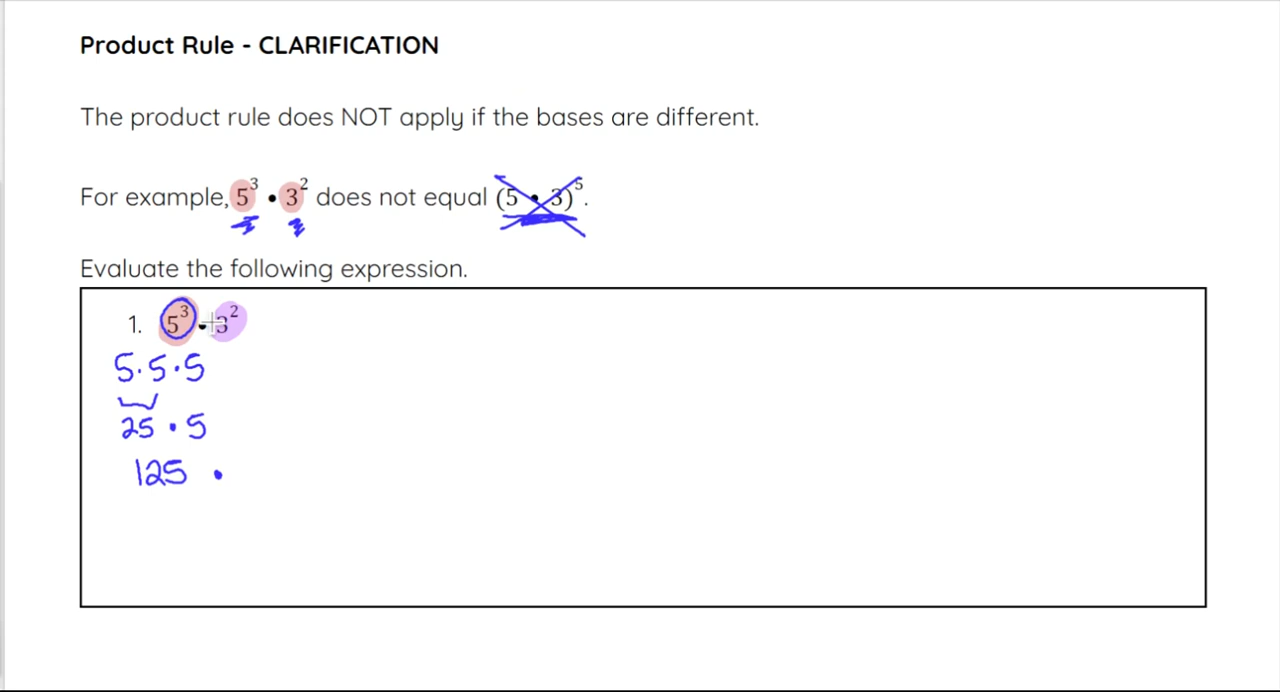 Product Rule - CLARIFICATION
The product rule does NOT apply if the bases are different.
For example, 5³ • 3² does not equal (5 • 3)⁵.
Evaluate the following expression.
1. 5³ • 3²
5 · 5 · 5
25 · 5
125 ·